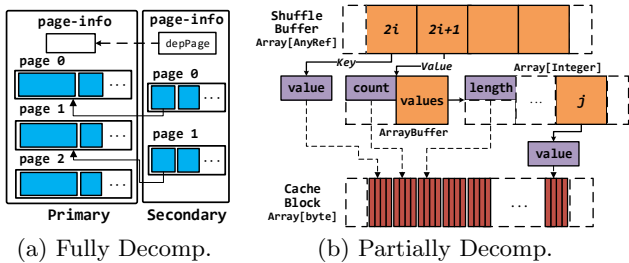 page-info
page-info
depPage
page 0
page 0
...
...
page 1
...
page 1
...
page 2
...
Primary
Secondary
(a) Fully Decomp.
Shuffle
Buffer
Array[AnyRef]
2i
2i+1
Key
Value
Array[Integer]
value
count
values
length
...
j
ArrayBuffer
value
Cache
Block
Array[byte]
...
(b) Partially Decomp.